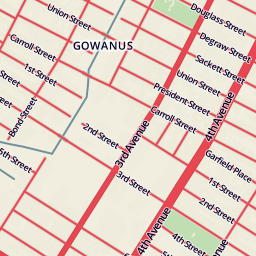 Douglass Street
Union Street
Degraw Street
GOWANUS
Carroll Street
Sackett Street
1st Street
Union Street
President Street
Carroll Street
4th Avenue
Bond Street
2nd Street
3rd Avenue
5th Street
Garfield Place
3rd Street
1st Street
2nd Street
4th Avenue
4th Street